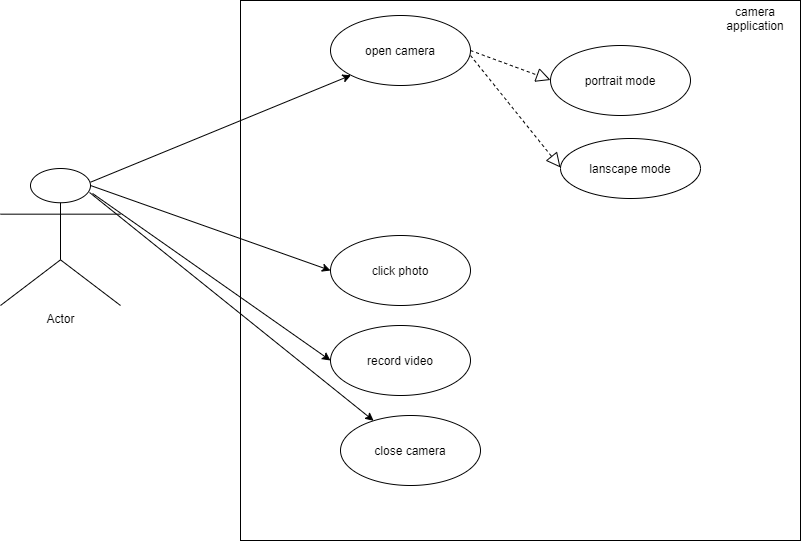 camera
application
open camera
portrait mode
lanscape mode
click photo
Actor
record video
close camera